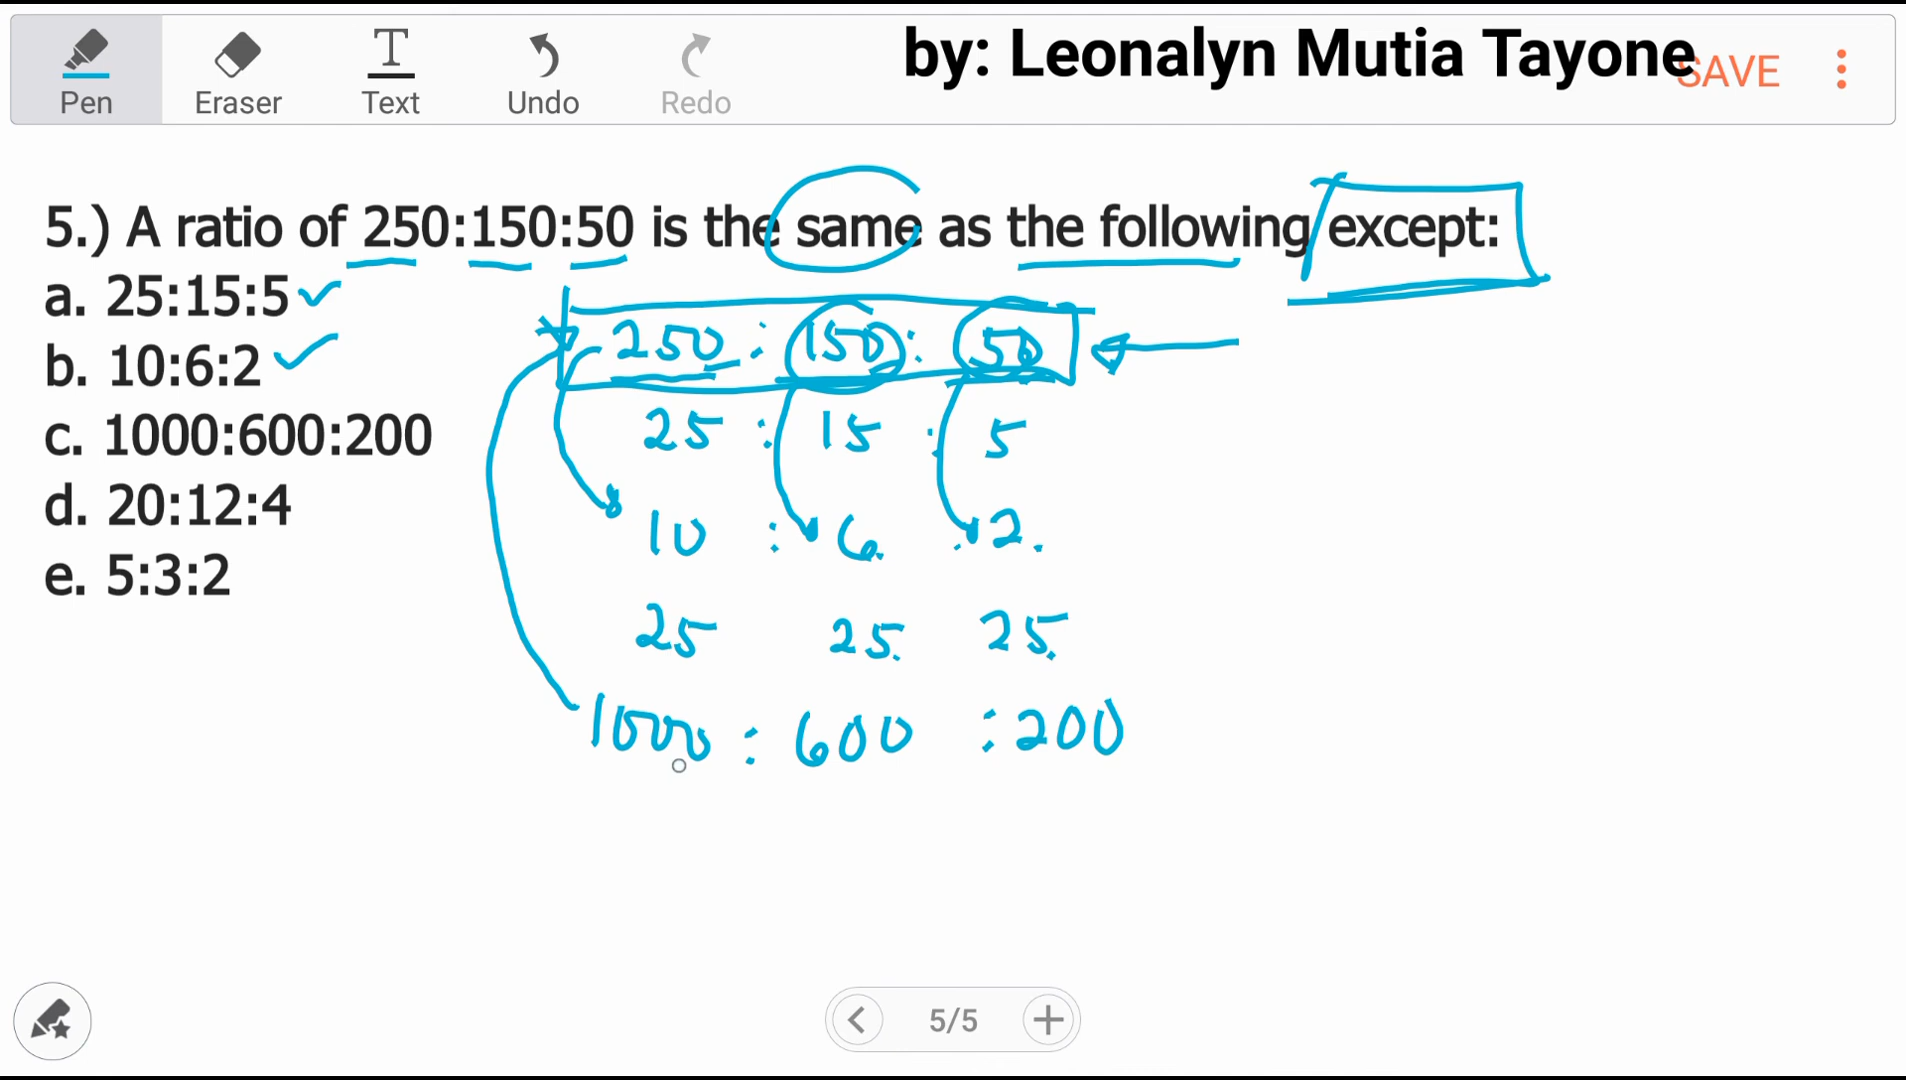 by: Leonalyn Mutia Tayone
Pen Eraser Text Undo Redo SAVE
5.) A ratio of 250:150:50 is the same as the following except:
a. 25:15:5
b. 10:6:2
c. 1000:600:200
d. 20:12:4
e. 5:3:2
250 : 150 : 50
25 : 15 : 5
10 : 6 : 2
25 25 25
1000 : 600 : 200
5/5